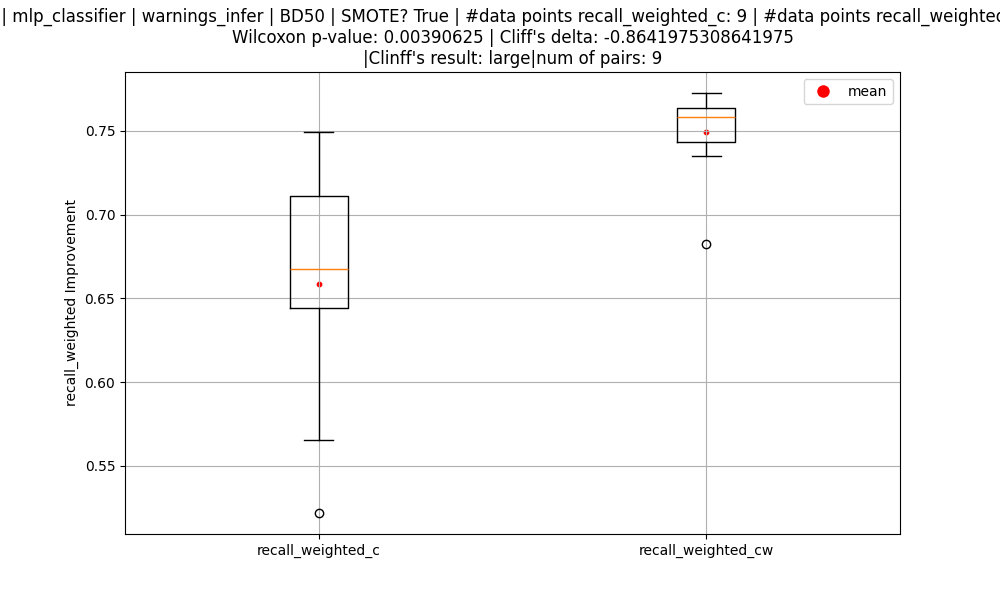 | mlp_classifier | warnings_infer | BD50 | SMOTE? True | #data points recall_weighted_c: 9 | #data points
Wilcoxon p-value: 0.00390625 | Cliff's delta: -0.8641975308641975
|Clinff's result: large|num of pairs: 9
mean
recall_weighted Improvement
0.75
0.70
0.65
0.60
0.55
recall_weighted_c
recall_weighted_cw